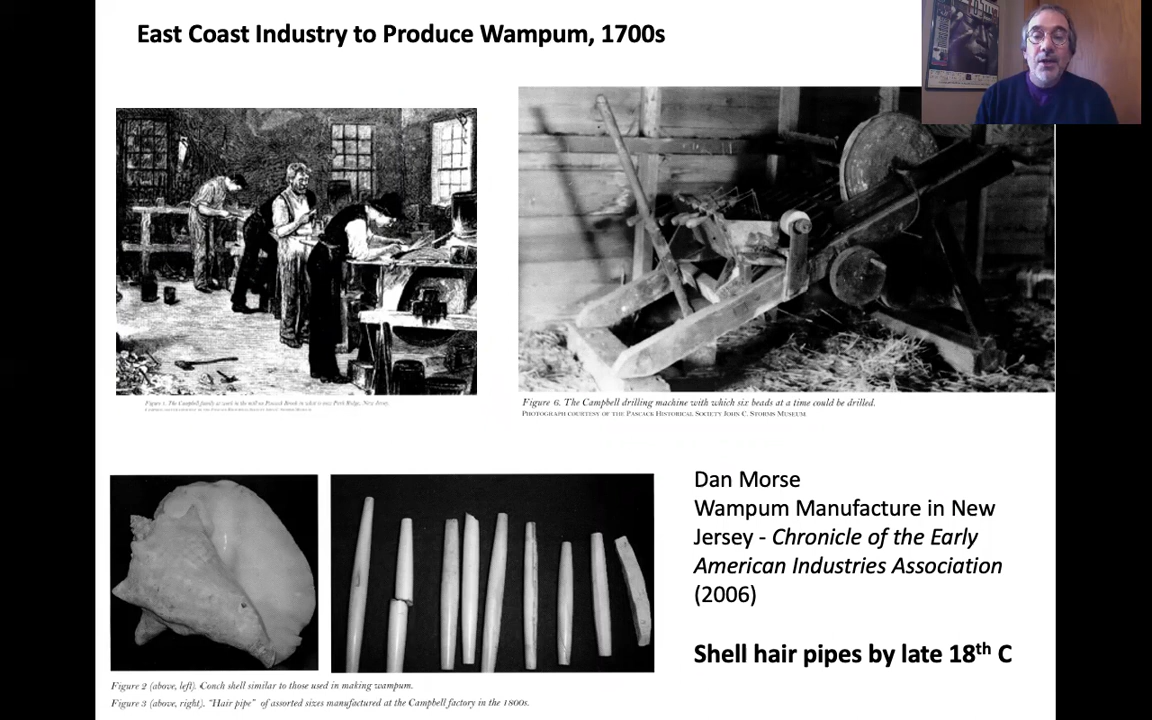 East Coast Industry to Produce Wampum, 1700s
Figure 1. The Campbell family at work in the mill on Pascack Brook in what is now Park Ridge, New Jersey.
Figure 6. The Campbell drilling machine with which six beads at a time could be drilled.
PHOTOGRAPH COURTESY OF THE PASCACK HISTORICAL SOCIETY JOHN C. STORMS MUSEUM
Dan Morse
Wampum Manufacture in New
Jersey - Chronicle of the Early
American Industries Association
(2006)
Shell hair pipes by late 18th C
Figure 2 (above, left). Conch shell similar to those used in making wampum.
Figure 3 (above, right). "Hair pipe" of assorted sizes manufactured at the Campbell factory in the 1800s.